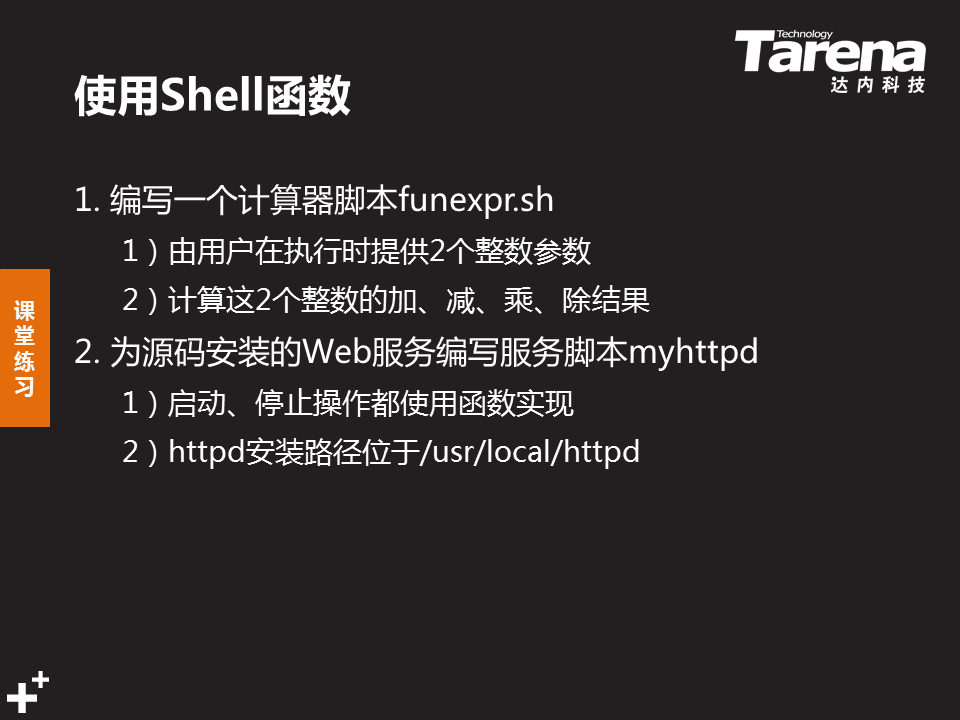 Technology
Tarena
达内科技
使用Shell函数
1. 编写一个计算器脚本funexpr.sh
1）由用户在执行时提供2个整数参数
2）计算这2个整数的加、减、乘、除结果
2. 为源码安装的Web服务编写服务脚本myhttpd
1）启动、停止操作都使用函数实现
2）httpd安装路径位于/usr/local/httpd
课
堂
练
习